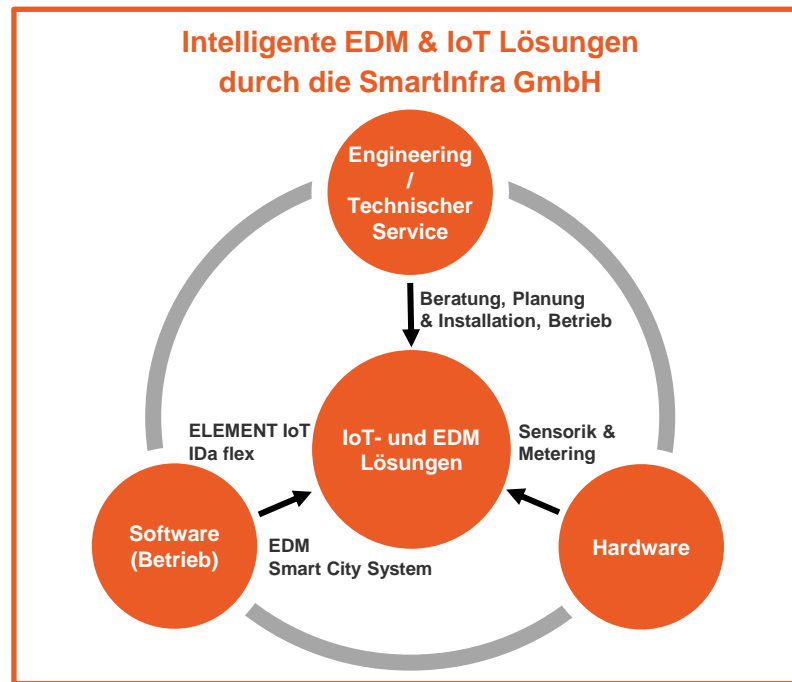 Intelligente EDM & IoT Lösungen
durch die SmartInfra GmbH
Engineering
/
Technischer
Service
Beratung, Planung
& Installation, Betrieb
ELEMENT IoT
IDa flex
IoT- und EDM
Lösungen
Sensorik &
Metering
Software
(Betrieb)
EDM
Smart City System
Hardware